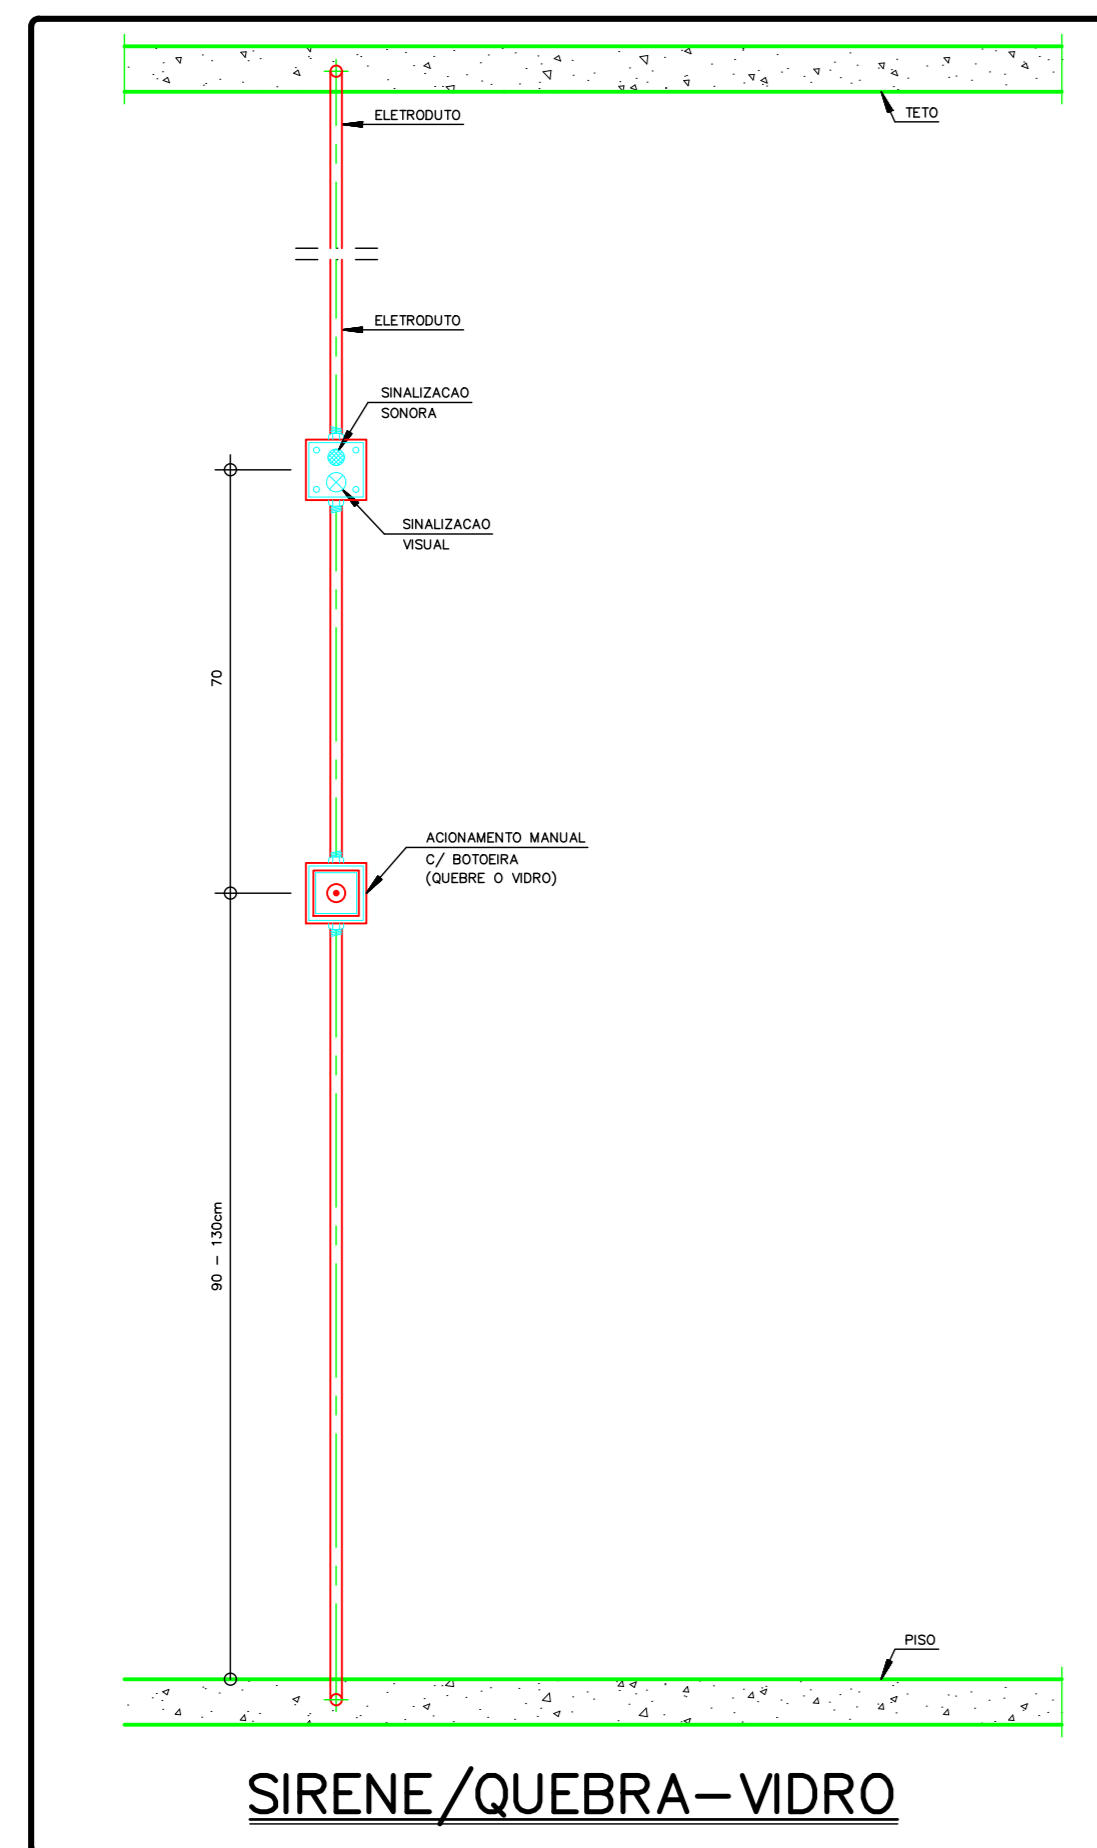 ELETRODUTO
TETO
ELETRODUTO
SINALIZACAO
SONORA
SINALIZACAO
VISUAL
70
ACIONAMENTO MANUAL
C/ BOTOEIRA
(QUEBRE O VIDRO)
90 - 130cm
PISO
SIRENE/QUEBRA-VIDRO